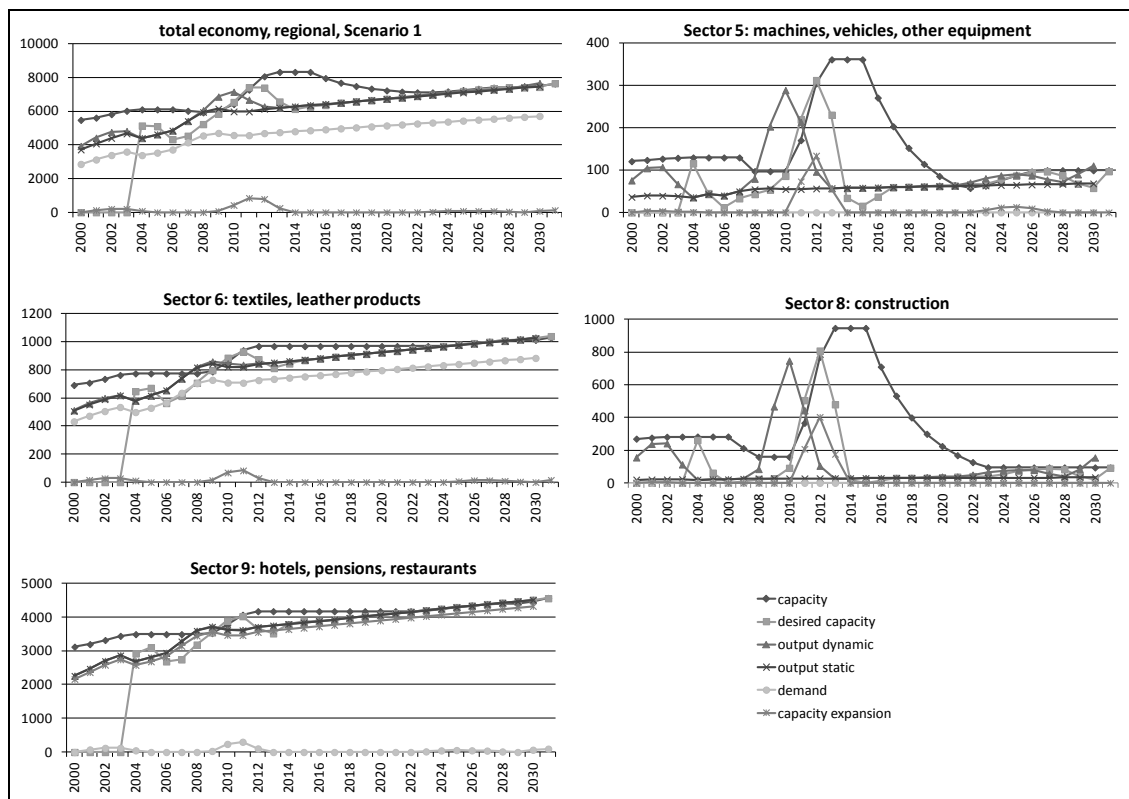 total economy, regional, Scenario 1
10000
8000
6000
4000
2000
0
2000 2002 2004 2006 2008 2010 2012 2014 2016 2018 2020 2022 2024 2026 2028 2030
Sector 5: machines, vehicles, other equipment
400
300
200
100
0
2000 2002 2004 2006 2008 2010 2012 2014 2016 2018 2020 2022 2024 2026 2028 2030
Sector 6: textiles, leather products
1200
1000
800
600
400
200
0
2000 2002 2004 2006 2008 2010 2012 2014 2016 2018 2020 2022 2024 2026 2028 2030
Sector 8: construction
1000
800
600
400
200
0
2000 2002 2004 2006 2008 2010 2012 2014 2016 2018 2020 2022 2024 2026 2028 2030
Sector 9: hotels, pensions, restaurants
5000
4000
3000
2000
1000
0
2000 2002 2004 2006 2008 2010 2012 2014 2016 2018 2020 2022 2024 2026 2028 2030
capacity
desired capacity
output dynamic
output static
demand
capacity expansion